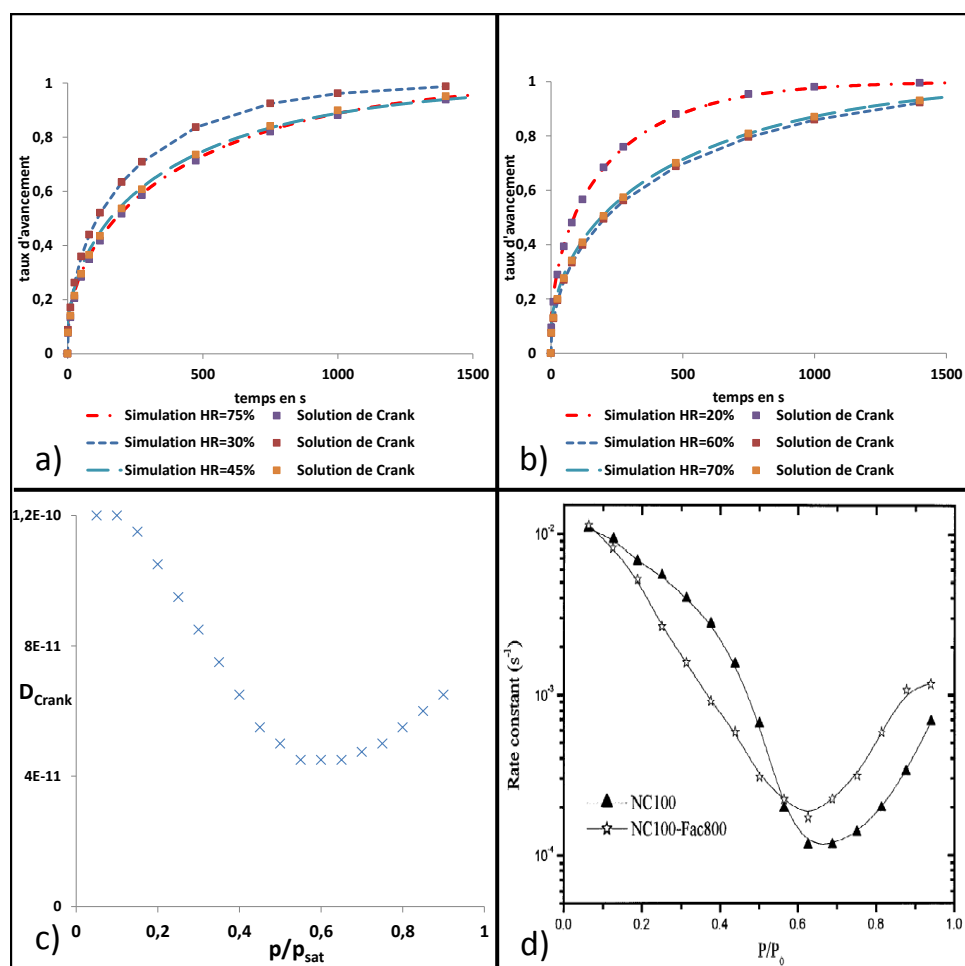 1
0,8
0,6
0,4
0,2
0
taux d'avancement
0 500 1000 1500
temps en s
Simulation HR=75% Solution de Crank
Simulation HR=30% Solution de Crank
Simulation HR=45% Solution de Crank
a)
1
0,8
0,6
0,4
0,2
0
taux d'avancement
0 500 1000 1500
temps en s
Simulation HR=20% Solution de Crank
Simulation HR=60% Solution de Crank
Simulation HR=70% Solution de Crank
b)
1,2E-10
8E-11
D_Crank
4E-11
0
0 0,2 0,4 0,6 0,8 1
p/p_sat
c)
10^-2
10^-3
10^-4
Rate constant (s^-1)
NC100
NC100-Fac800
0.0 0.2 0.4 0.6 0.8 1.0
P/P_0
d)